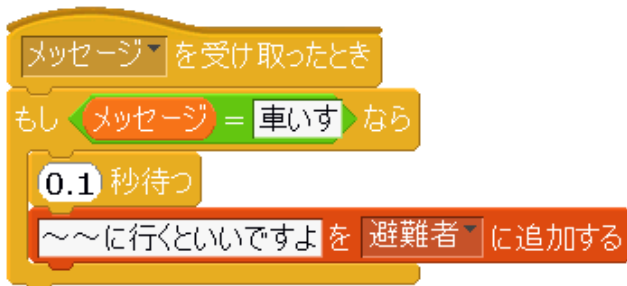 メッセージ を受け取ったとき
もし メッセージ = 車いす なら
0.1 秒待つ
～～に行くといいですよ を 避難者 に追加する